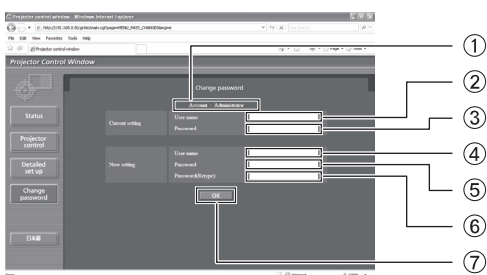 Projector control window - Windows Internet Explorer
File Edit View Favorites Tools Help
Projector control window
Projector Control Window
Change password
Account Administrator
Status
Projector
control
Detailed
set up
Change
password
日本語
Current setting
User name
Password
New setting
User name
Password
Password(Retype)
OK
①
②
③
④
⑤
⑥
⑦